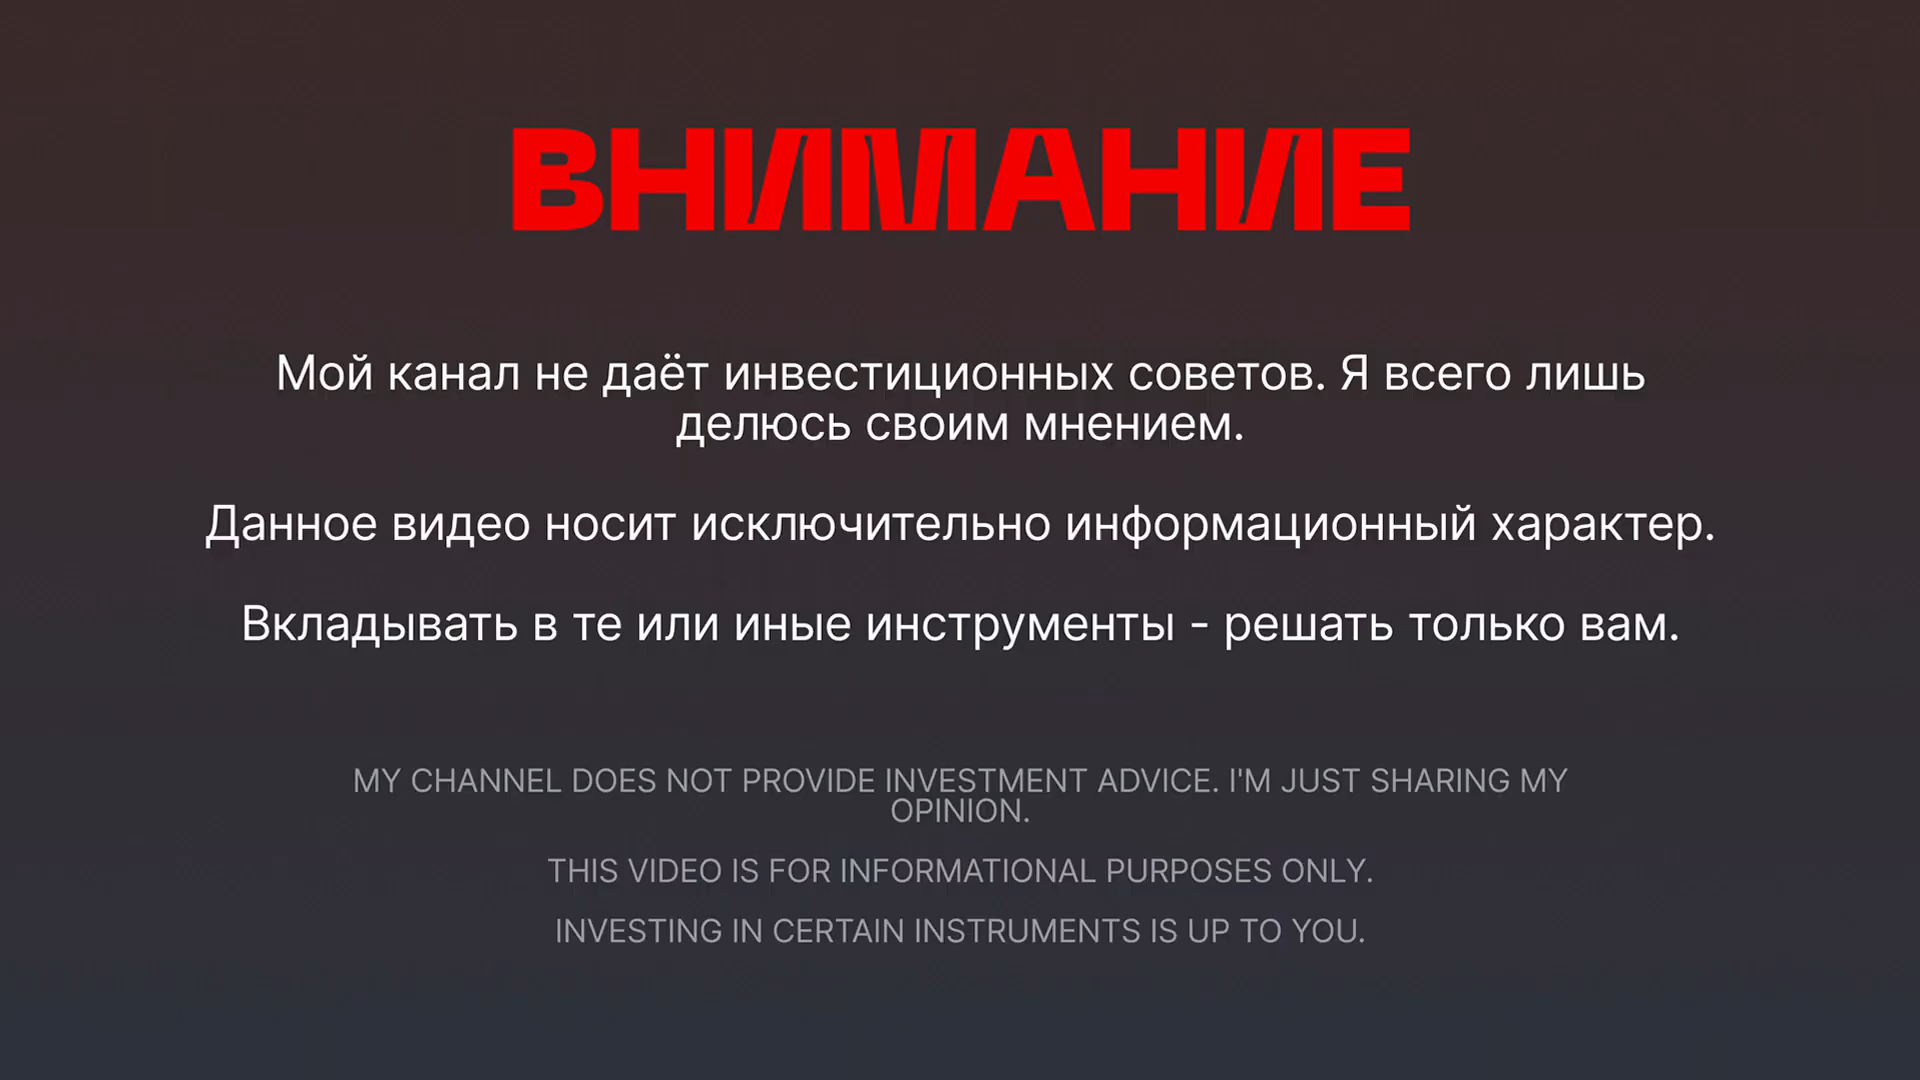 ВНИМАНИЕ
Мой канал не даёт инвестиционных советов. Я всего лишь
делюсь своим мнением.
Данное видео носит исключительно информационный характер.
Вкладывать в те или иные инструменты - решать только вам.
MY CHANNEL DOES NOT PROVIDE INVESTMENT ADVICE. I'M JUST SHARING MY
OPINION.
THIS VIDEO IS FOR INFORMATIONAL PURPOSES ONLY.
INVESTING IN CERTAIN INSTRUMENTS IS UP TO YOU.